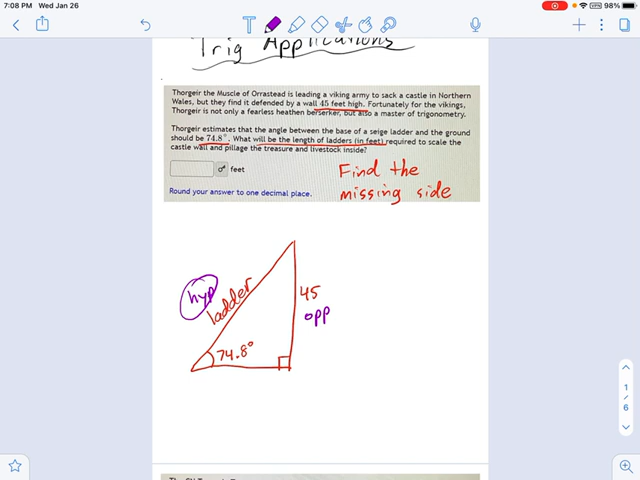 7:08 PM Wed Jan 26
98%
Trig Applications
Thorgeir the Muscle of Orrastead is leading a viking army to sack a castle in Northern
Wales, but they find it defended by a wall 45 feet high. Fortunately for the vikings,
Thorgeir is not only a fearless heathen berserker, but also a master of trigonometry.
Thorgeir estimates that the angle between the base of a seige ladder and the ground
should be 74.8°. What will be the length of ladders (in feet) required to scale the
castle wall and pillage the treasure and livestock inside?
feet
Round your answer to one decimal place.
Find the
missing side
hyp
ladder
45
opp
74.8°
1
/
6